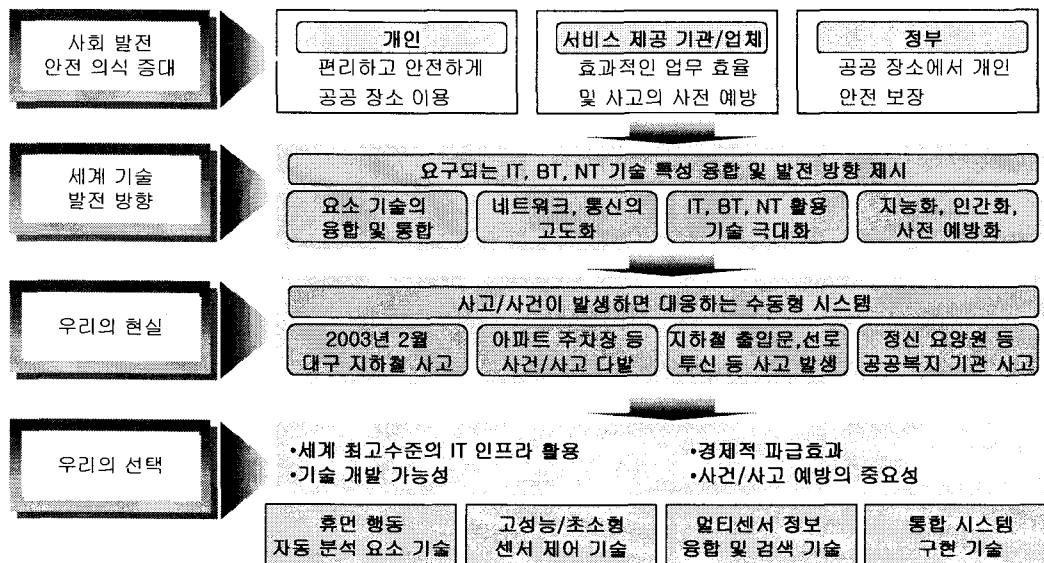 사회 발전
안전 의식 증대
개인
편리하고 안전하게
공공 장소 이용
서비스 제공 기관/업체
효과적인 업무 효율
및 사고의 사전 예방
정부
공공 장소에서 개인
안전 보장
세계 기술
발전 방향
요구되는 IT, BT, NT 기술 특성 융합 및 발전 방향 제시
요소 기술의
융합 및 통합
네트워크, 통신의
고도화
IT, BT, NT 활용
기술 극대화
지능화, 인간화,
사전 예방화
우리의 현실
사고/사건이 발생하면 대응하는 수동형 시스템
2003년 2월
대구 지하철 사고
아파트 주차장 등
사건/사고 다발
지하철 출입문,선로
투신 등 사고 발생
정신 요양원 등
공공복지 기관 사고
우리의 선택
•세계 최고수준의 IT 인프라 활용
•기술 개발 가능성
•경제적 파급효과
•사건/사고 예방의 중요성
휴먼 행동
자동 분석 요소 기술
고성능/초소형
센서 제어 기술
멀티센서 정보
융합 및 검색 기술
통합 시스템
구현 기술